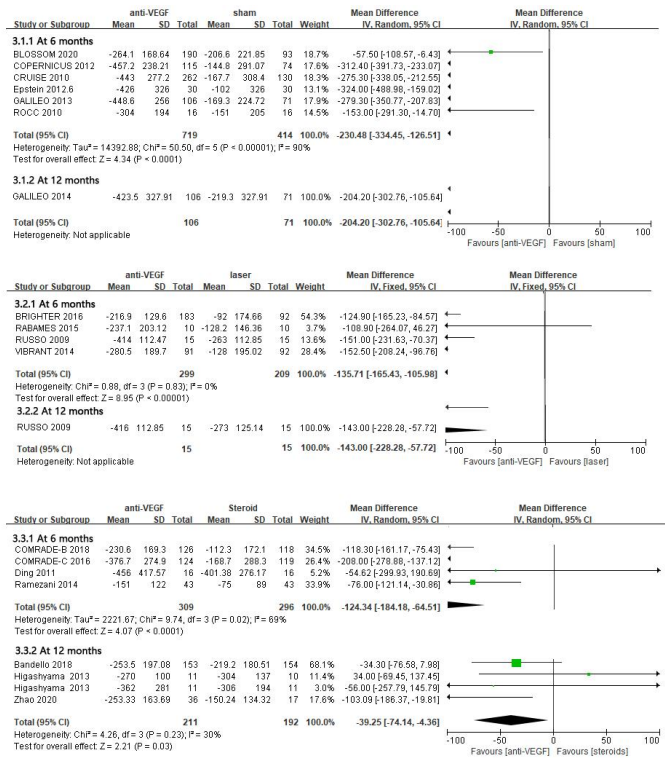 anti-VEGF sham Mean Difference Mean Difference
Study or Subgroup Mean SD Total Mean SD Total Weight IV, Random, 95% CI IV, Random, 95% CI
3.1.1 At 6 months
BLOSSOM 2020 -264.1 168.64 190 -206.6 221.85 93 18.7% -57.50 [-108.57, -6.43]
COPERNICUS 2012 -457.2 238.21 115 -144.8 291.07 74 18.0% -312.40 [-391.73, -233.07]
CRUISE 2010 -443 277.2 262 -167.7 308.4 130 18.5% -275.30 [-338.05, -212.55]
Epstein 2012.6 -426 326 30 -102 326 30 13.3% -324.00 [-488.98, -159.02]
GALILEO 2013 -448.6 256 106 -169.3 224.72 71 18.1% -279.30 [-350.77, -207.83]
ROCC 2010 -304 194 16 -151 205 16 14.4% -153.00 [-291.30, -14.70]
Total (95% CI) 719 414 100.0% -230.48 [-334.45, -126.51]
Heterogeneity: Tau² = 14392.88; Chi² = 50.50, df = 5 (P < 0.00001); I² = 90%
Test for overall effect: Z = 4.34 (P < 0.0001)
3.1.2 At 12 months
GALILEO 2014 -423.5 327.91 106 -219.3 327.91 71 100.0% -204.20 [-302.76, -105.64]
Total (95% CI) 106 71 100.0% -204.20 [-302.76, -105.64]
Heterogeneity: Not applicable
-100 -50 0 50 100
Favours [anti-VEGF] Favours [sham]
anti-VEGF laser Mean Difference Mean Difference
Study or Subgroup Mean SD Total Mean SD Total Weight IV, Fixed, 95% CI IV, Fixed, 95% CI
3.2.1 At 6 months
BRIGHTER 2016 -216.9 129.6 183 -92 174.66 92 54.3% -124.90 [-165.23, -84.57]
RABAMES 2015 -237.1 203.12 10 -128.2 146.36 10 3.7% -108.90 [-264.07, 46.27]
RUSSO 2009 -414 112.47 15 -263 112.85 15 13.6% -151.00 [-231.63, -70.37]
VIBRANT 2014 -280.5 189.7 91 -128 195.02 92 28.4% -152.50 [-208.24, -96.76]
Total (95% CI) 299 209 100.0% -135.71 [-165.43, -105.98]
Heterogeneity: Chi² = 0.88, df = 3 (P = 0.83); I² = 0%
Test for overall effect: Z = 8.95 (P < 0.00001)
3.2.2 At 12 months
RUSSO 2009 -416 112.85 15 -273 125.14 15 100.0% -143.00 [-228.28, -57.72]
Total (95% CI) 15 15 100.0% -143.00 [-228.28, -57.72]
Heterogeneity: Not applicable
-100 -50 0 50 100
Favours [anti-VEGF] Favours [laser]
anti-VEGF Steroid Mean Difference Mean Difference
Study or Subgroup Mean SD Total Mean SD Total Weight IV, Random, 95% CI IV, Random, 95% CI
3.3.1 At 6 months
COMRADE-B 2018 -230.6 169.3 126 -112.3 172.1 118 34.5% -118.30 [-161.17, -75.43]
COMRADE-C 2016 -376.7 274.9 124 -168.7 288.3 119 26.0% -208.00 [-278.88, -137.12]
Ding 2011 -456 417.57 16 -401.38 276.17 16 5.2% -54.62 [-299.93, 190.69]
Ramezani 2014 -151 122 43 -75 89 43 34.2% -76.00 [-121.14, -30.86]
Total (95% CI) 309 296 100.0% -124.34 [-184.18, -64.51]
Heterogeneity: Tau² = 2221.67; Chi² = 9.74, df = 3 (P = 0.02); I² = 69%
Test for overall effect: Z = 4.07 (P < 0.0001)
3.3.2 At 12 months
Bandello 2018 -253.5 197.08 153 -219.2 180.51 154 68.1% -34.30 [-76.58, 7.98]
Higashyama 2013 -270 100 11 -304 137 10 11.4% 34.00 [-69.45, 137.45]
Higashyama 2013 -362 281 11 -306 194 11 3.0% -56.00 [-257.79, 145.79]
Zhao 2020 -253.33 163.69 36 -150.24 134.32 17 17.6% -103.09 [-186.37, -19.81]
Total (95% CI) 211 192 100.0% -39.25 [-74.14, -4.36]
Heterogeneity: Chi² = 4.26, df = 3 (P = 0.23); I² = 30%
Test for overall effect: Z = 2.21 (P = 0.03)
-100 -50 0 50 100
Favours [anti-VEGF] Favours [steroids]